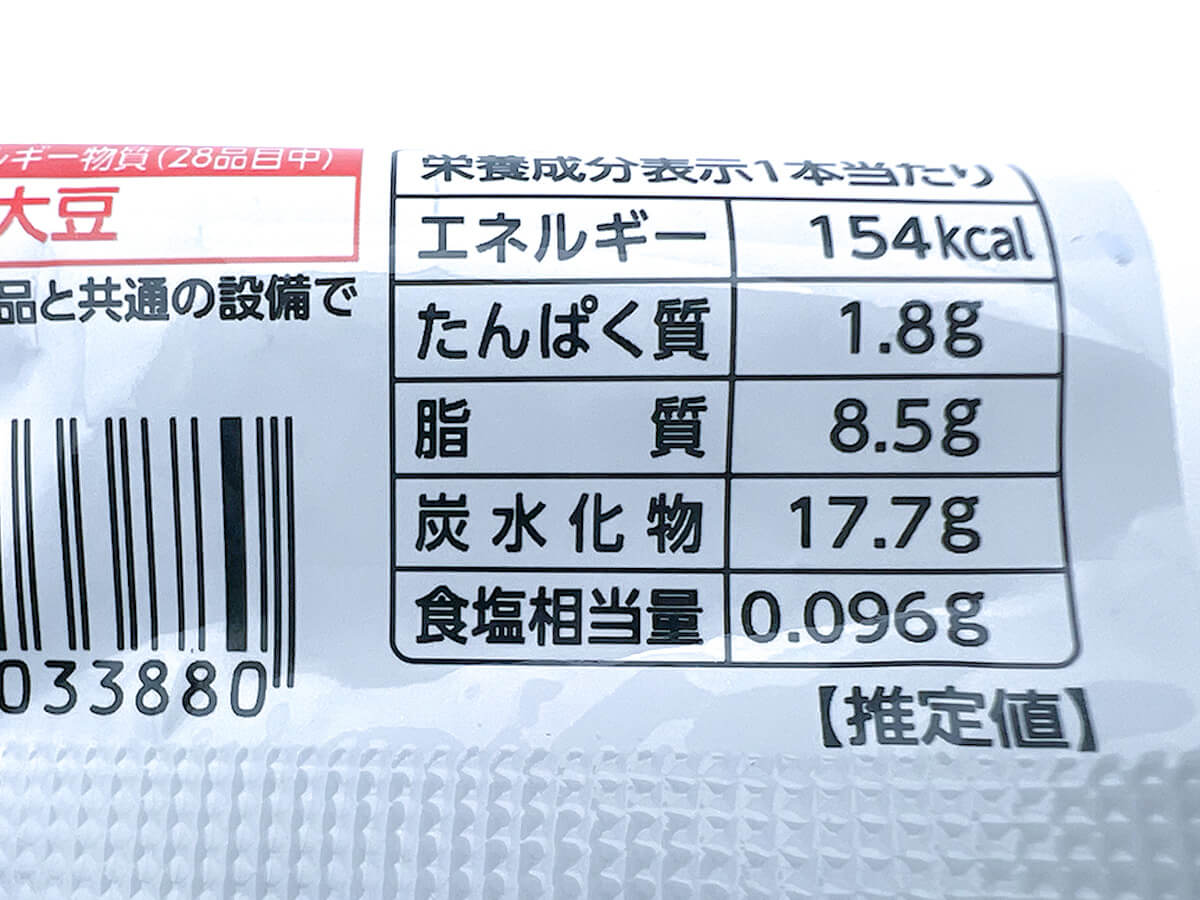 ルギー物質(28品目中)
大豆
品と共通の設備で
033880
栄養成分表示1本当たり
エネルギー 154kcal
たんぱく質 1.8g
脂質 8.5g
炭水化物 17.7g
食塩相当量 0.096g
【推定値】